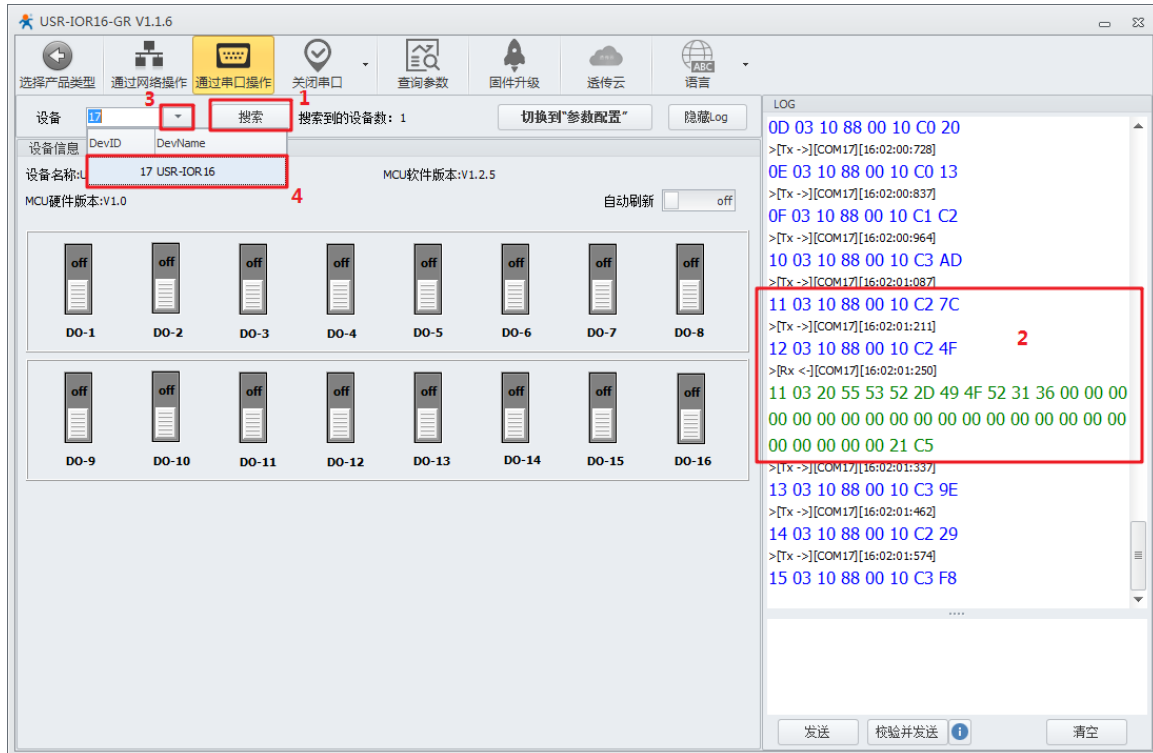 USR-IOR16-GR V1.1.6
选择产品类型 通过网络操作 通过串口操作 关闭串口 查询参数 固件升级 透传云 ABC 语言
3 1
设备 17 搜索 搜索到的设备数: 1 切换到"参数配置" 隐藏Log
设备信息 DevID DevName
设备名称:U 17 USR-IOR16 MCU软件版本:V1.2.5
4
MCU硬件版本:V1.0 自动刷新 off
off off off off off off off off
DO-1 DO-2 DO-3 DO-4 DO-5 DO-6 DO-7 DO-8
off off off off off off off off
DO-9 DO-10 DO-11 DO-12 DO-13 DO-14 DO-15 DO-16
LOG
0D 03 10 88 00 10 C0 20
>[Tx ->][COM17][16:02:00:728]
0E 03 10 88 00 10 C0 13
>[Tx ->][COM17][16:02:00:837]
0F 03 10 88 00 10 C1 C2
>[Tx ->][COM17][16:02:00:964]
10 03 10 88 00 10 C3 AD
>[Tx ->][COM17][16:02:01:087]
11 03 10 88 00 10 C2 7C
>[Tx ->][COM17][16:02:01:211]
2
12 03 10 88 00 10 C2 4F
>[Rx <-][COM17][16:02:01:250]
11 03 20 55 53 52 2D 49 4F 52 31 36 00 00 00
00 00 00 00 00 00 00 00 00 00 00 00 00 00 00
00 00 00 00 00 21 C5
>[Tx ->][COM17][16:02:01:337]
13 03 10 88 00 10 C3 9E
>[Tx ->][COM17][16:02:01:462]
14 03 10 88 00 10 C2 29
>[Tx ->][COM17][16:02:01:574]
15 03 10 88 00 10 C3 F8
发送 校验并发送 i 清空